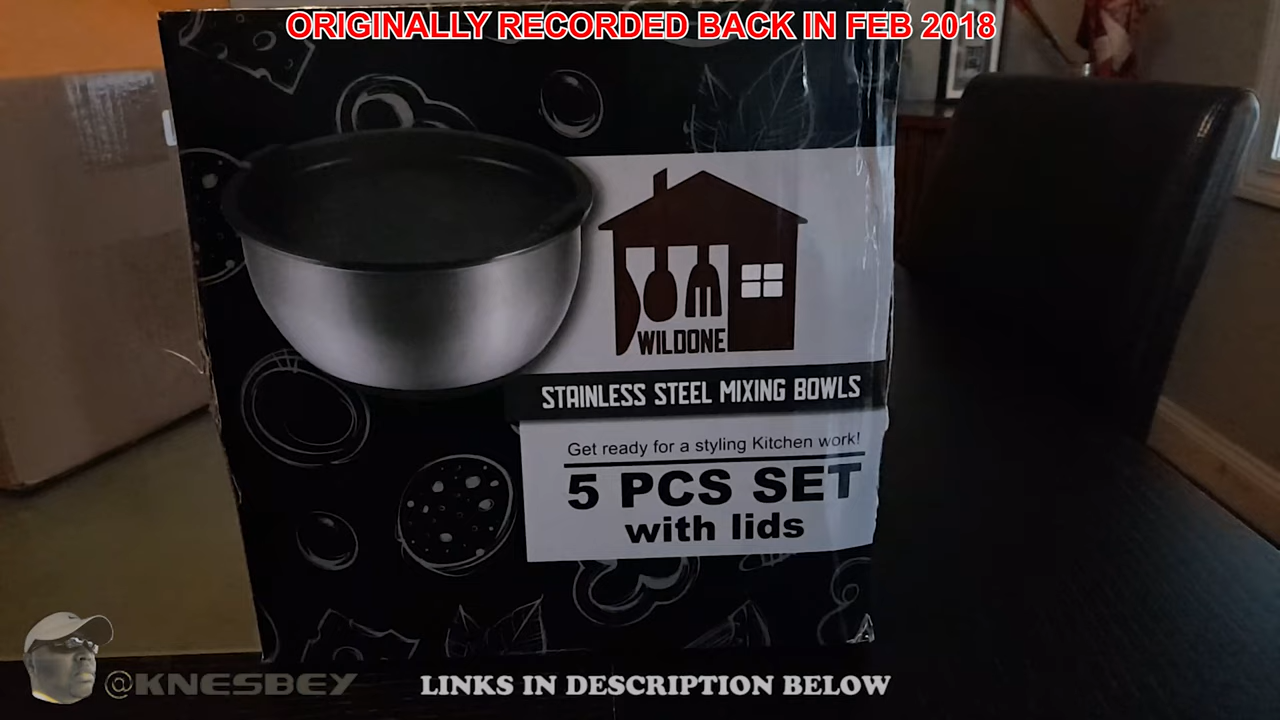 ORIGINALLY RECORDED BACK IN FEB 2018
WILDONE
STAINLESS STEEL MIXING BOWLS
Get ready for a styling Kitchen work!
5 PCS SET
with lids
@KNESBEY
LINKS IN DESCRIPTION BELOW